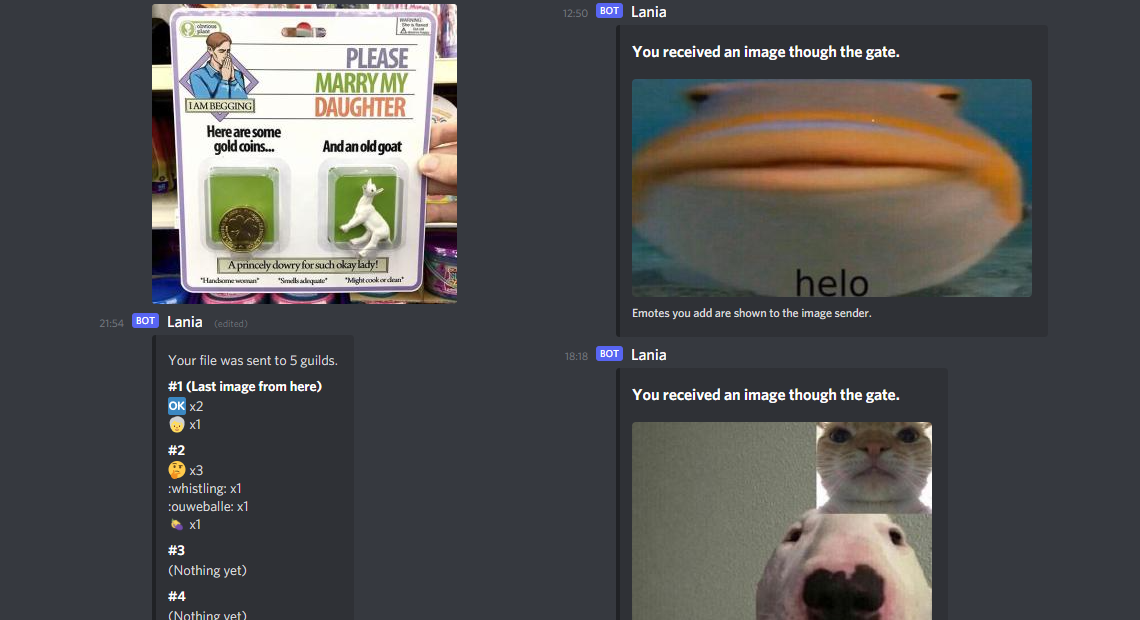 obvious
plant
WARNING:
PLEASE
MARRY MY
DAUGHTER
I AM BEGGING
Here are some
gold coins...
And an old goat
A princely dowry for such okay lady!
"Handsome woman" "Smells adequate" "Might cook or clean"
21:54 BOT Lania (edited)
Your file was sent to 5 guilds.
#1 (Last image from here)
OK x2
x1
#2
x3
:whistling: x1
:ouweballe: x1
x1
#3
(Nothing yet)
#4
(Nothing yet)
12:50 BOT Lania
You received an image though the gate.
helo
Emotes you add are shown to the image sender.
18:18 BOT Lania
You received an image though the gate.